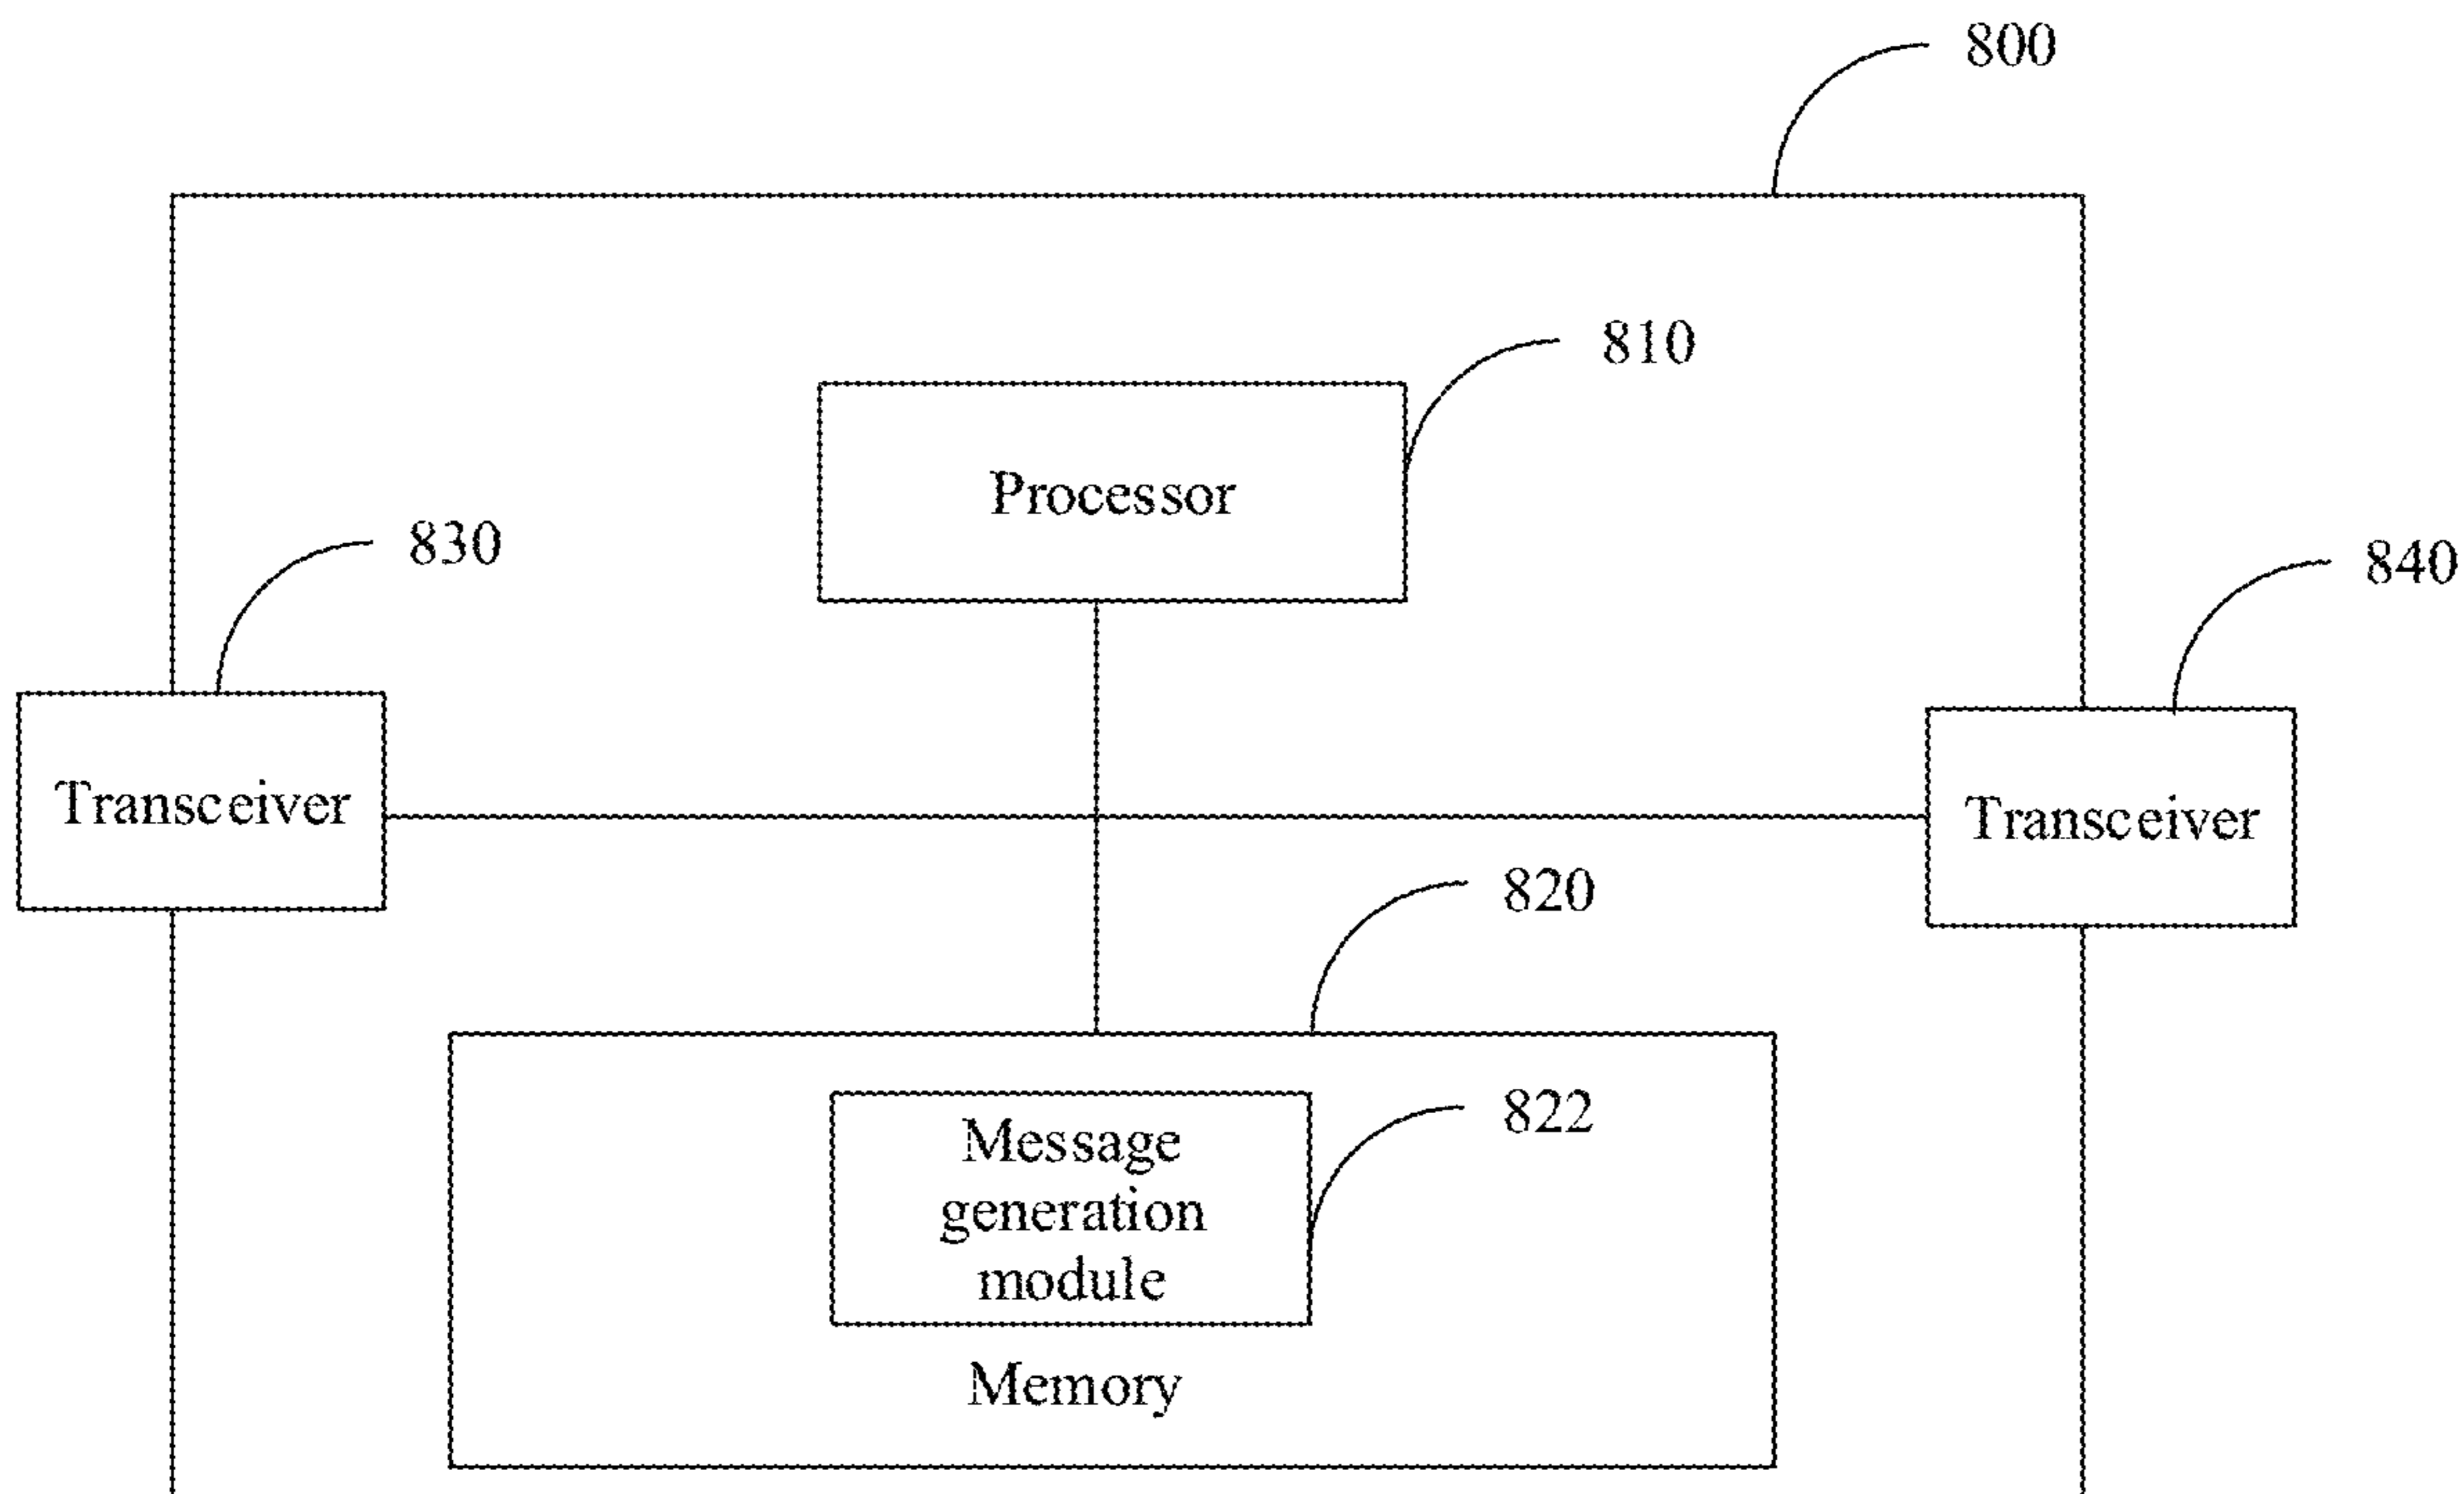 800
810
Processor
830
840
Transceiver
Transceiver
820
822
Message
generation
module
Memory